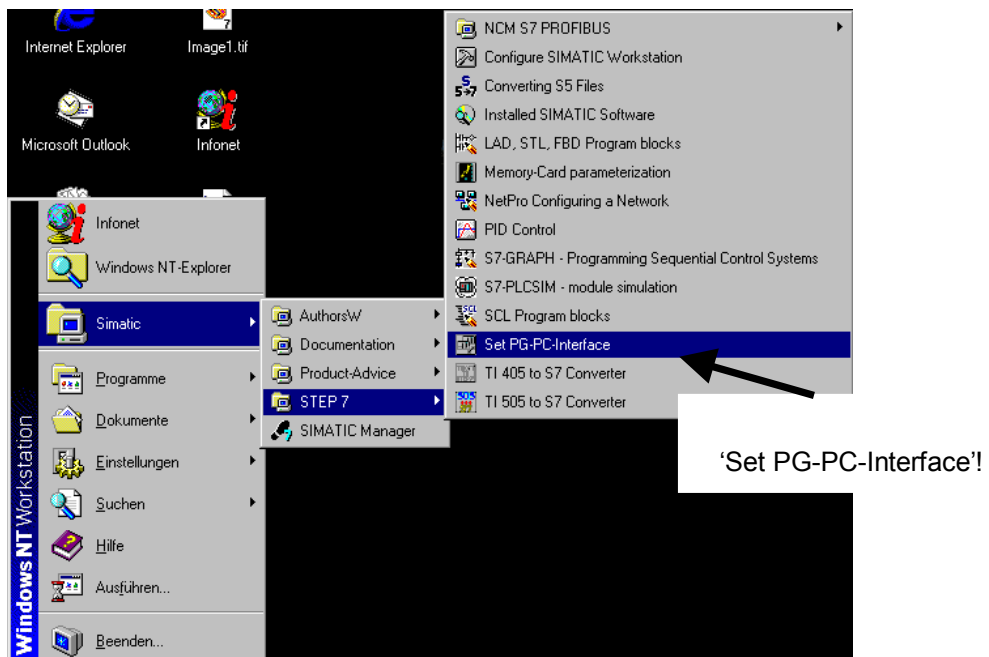 Internet Explorer
Image1.tif
Microsoft Outlook
Infonet
Infonet
Windows NT-Explorer
Simatic
Programme
Dokumente
Einstellungen
Suchen
Hilfe
Ausführen...
Beenden...
Windows NT Workstation
AuthorsW
Documentation
Product-Advice
STEP 7
SIMATIC Manager
NCM S7 PROFIBUS
Configure SIMATIC Workstation
Converting S5 Files
Installed SIMATIC Software
LAD, STL, FBD Program blocks
Memory-Card parameterization
NetPro Configuring a Network
PID Control
S7-GRAPH - Programming Sequential Control Systems
S7-PLCSIM - module simulation
SCL Program blocks
Set PG-PC-Interface
TI 405 to S7 Converter
TI 505 to S7 Converter
‘Set PG-PC-Interface’!